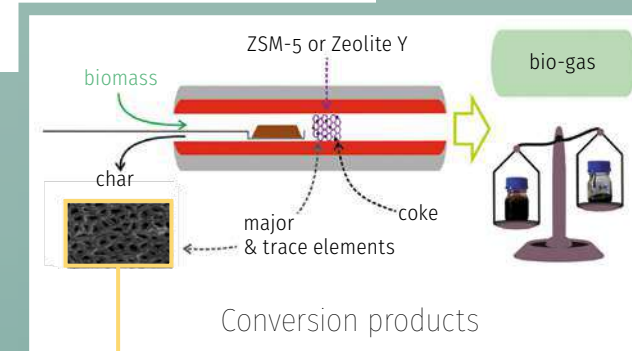 ZSM-5 or Zeolite Y
biomass
bio-gas
char
major
& trace elements
coke
Conversion products